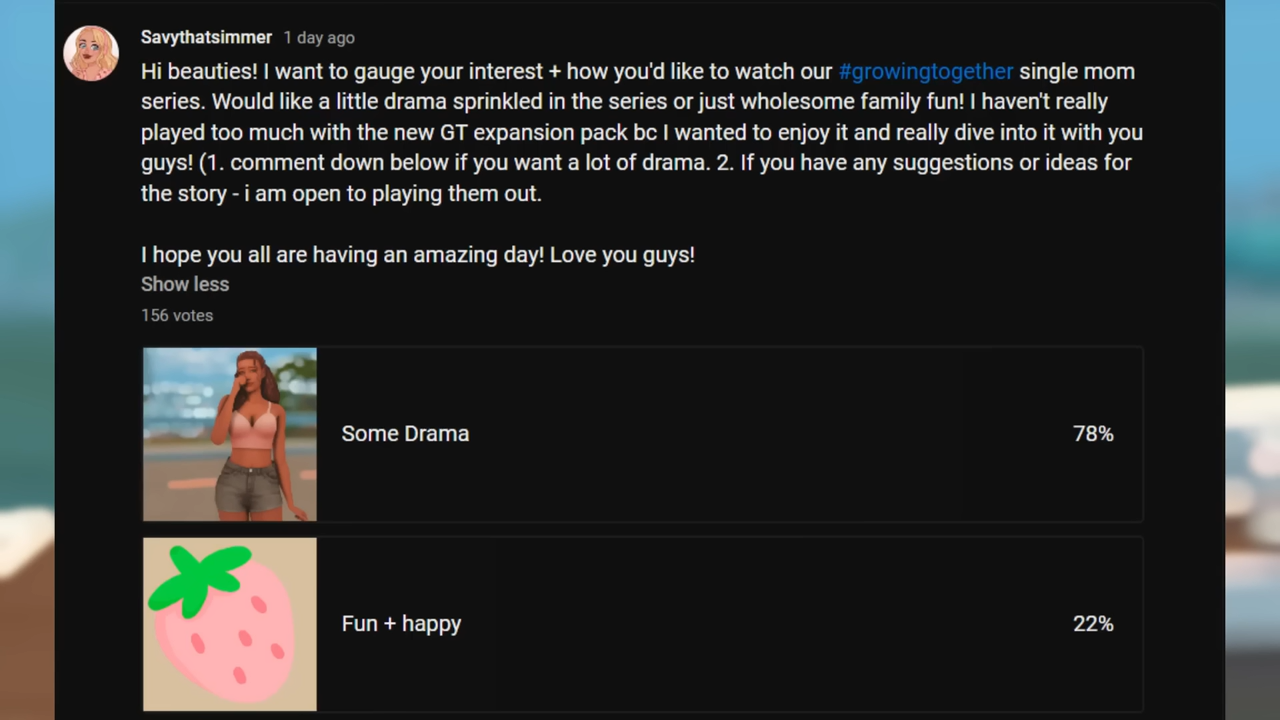 Savythatsimmer 1 day ago
Hi beauties! I want to gauge your interest + how you'd like to watch our #growingtogether single mom
series. Would like a little drama sprinkled in the series or just wholesome family fun! I haven't really
played too much with the new GT expansion pack bc I wanted to enjoy it and really dive into it with you
guys! (1. comment down below if you want a lot of drama. 2. If you have any suggestions or ideas for
the story - i am open to playing them out.
I hope you all are having an amazing day! Love you guys!
Show less
156 votes
Some Drama 78%
Fun + happy 22%